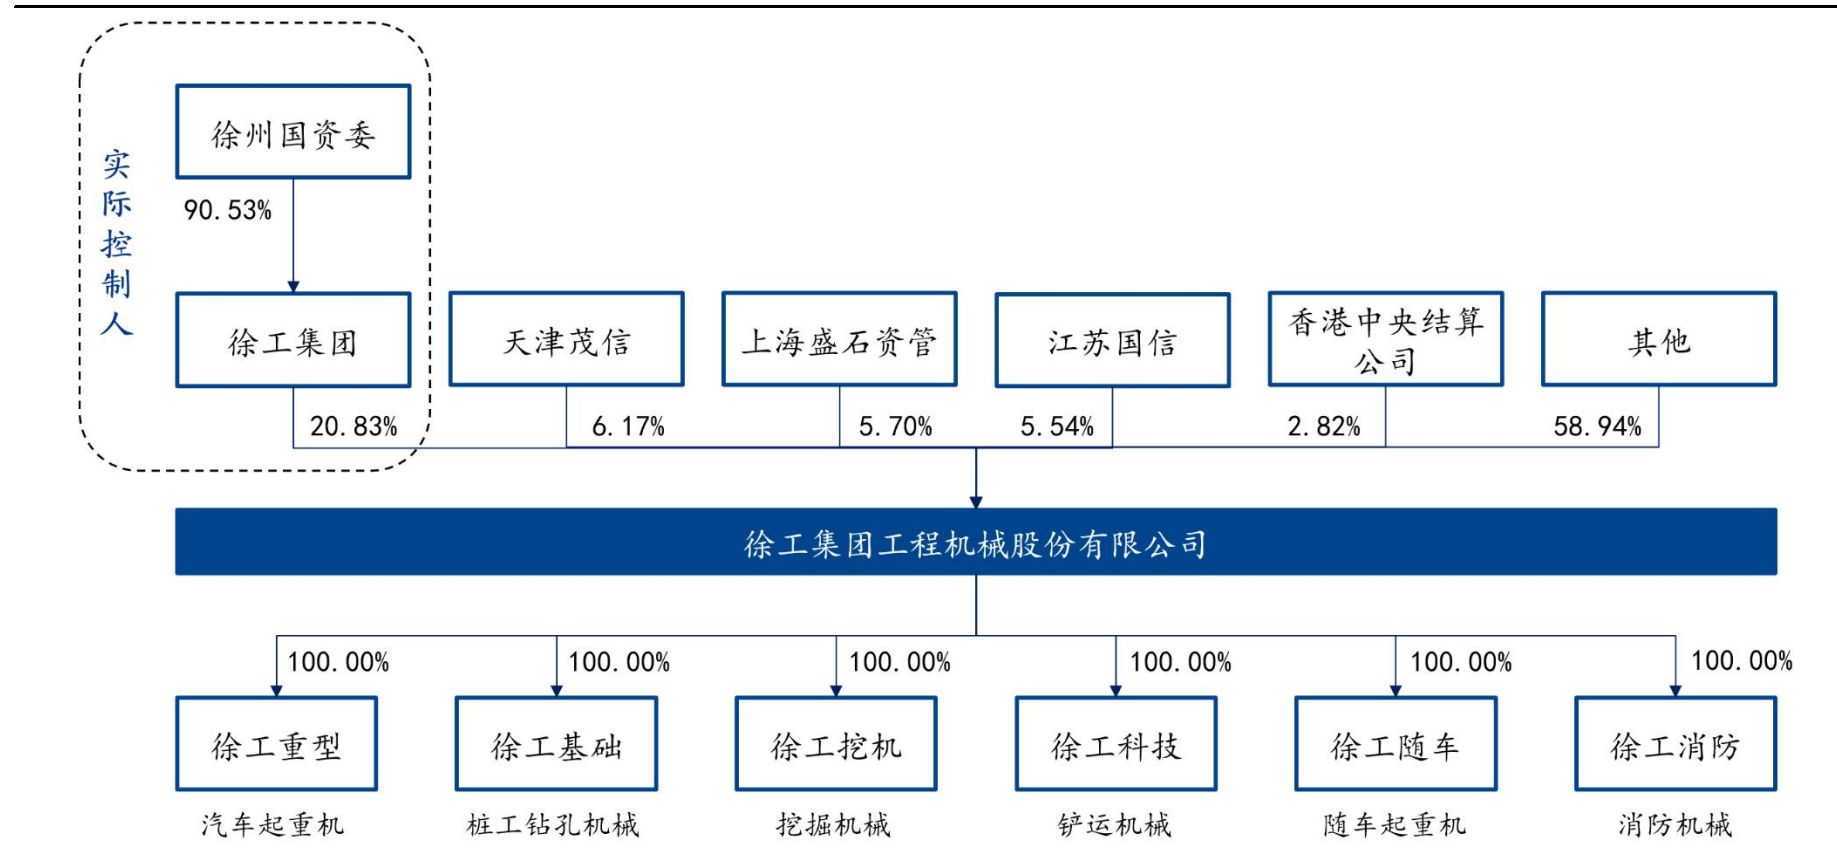 实际控制人
徐州国资委
90.53%
徐工集团
天津茂信
上海盛石资管
江苏国信
香港中央结算
公司
其他
20.83%
6.17%
5.70%
5.54%
2.82%
58.94%
徐工集团工程机械股份有限公司
100.00%
100.00%
100.00%
100.00%
100.00%
100.00%
徐工重型
徐工基础
徐工挖机
徐工科技
徐工随车
徐工消防
汽车起重机
桩工钻孔机械
挖掘机械
铲运机械
随车起重机
消防机械